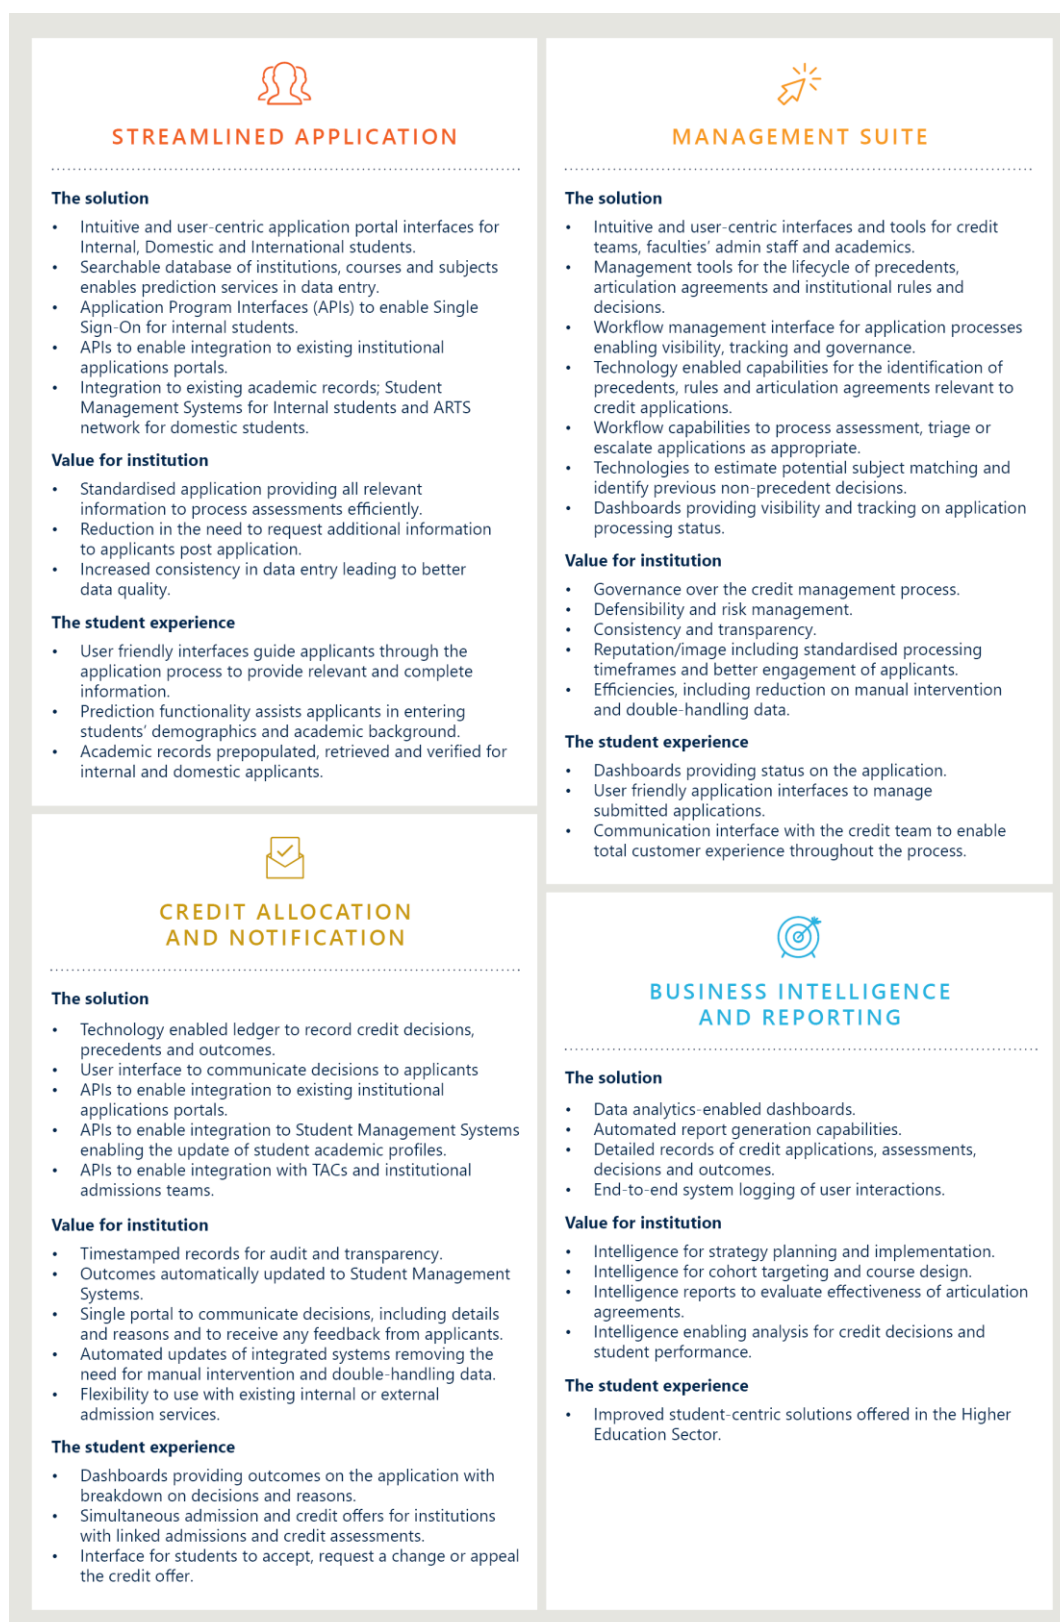 STREAMLINED APPLICATION
The solution
• Intuitive and user-centric application portal interfaces for
Internal, Domestic and International students.
• Searchable database of institutions, courses and subjects
enables prediction services in data entry.
• Application Program Interfaces (APIs) to enable Single
Sign-On for internal students.
• APIs to enable integration to existing institutional
applications portals.
• Integration to existing academic records; Student
Management Systems for Internal students and ARTS
network for domestic students.
Value for institution
• Standardised application providing all relevant
information to process assessments efficiently.
• Reduction in the need to request additional information
to applicants post application.
• Increased consistency in data entry leading to better
data quality.
The student experience
• User friendly interfaces guide applicants through the
application process to provide relevant and complete
information.
• Prediction functionality assists applicants in entering
students' demographics and academic background.
• Academic records prepopulated, retrieved and verified for
internal and domestic applicants.
CREDIT ALLOCATION
AND NOTIFICATION
The solution
• Technology enabled ledger to record credit decisions,
precedents and outcomes.
• User interface to communicate decisions to applicants
• APIs to enable integration to existing institutional
applications portals.
• APIs to enable integration to Student Management Systems
enabling the update of student academic profiles.
• APIs to enable integration with TACs and institutional
admissions teams.
Value for institution
• Timestamped records for audit and transparency.
• Outcomes automatically updated to Student Management
Systems.
• Single portal to communicate decisions, including details
and reasons and to receive any feedback from applicants.
• Automated updates of integrated systems removing the
need for manual intervention and double-handling data.
• Flexibility to use with existing internal or external
admission services.
The student experience
• Dashboards providing outcomes on the application with
breakdown on decisions and reasons.
• Simultaneous admission and credit offers for institutions
with linked admissions and credit assessments.
• Interface for students to accept, request a change or appeal
the credit offer.
MANAGEMENT SUITE
The solution
• Intuitive and user-centric interfaces and tools for credit
teams, faculties' admin staff and academics.
• Management tools for the lifecycle of precedents,
articulation agreements and institutional rules and
decisions.
• Workflow management interface for application processes
enabling visibility, tracking and governance.
• Technology enabled capabilities for the identification of
precedents, rules and articulation agreements relevant to
credit applications.
• Workflow capabilities to process assessment, triage or
escalate applications as appropriate.
• Technologies to estimate potential subject matching and
identify previous non-precedent decisions.
• Dashboards providing visibility and tracking on application
processing status.
Value for institution
• Governance over the credit management process.
• Defensibility and risk management.
• Consistency and transparency.
• Reputation/image including standardised processing
timeframes and better engagement of applicants.
• Efficiencies, including reduction on manual intervention
and double-handling data.
The student experience
• Dashboards providing status on the application.
• User friendly application interfaces to manage
submitted applications.
• Communication interface with the credit team to enable
total customer experience throughout the process.
BUSINESS INTELLIGENCE
AND REPORTING
The solution
• Data analytics-enabled dashboards.
• Automated report generation capabilities.
• Detailed records of credit applications, assessments,
decisions and outcomes.
• End-to-end system logging of user interactions.
Value for institution
• Intelligence for strategy planning and implementation.
• Intelligence for cohort targeting and course design.
• Intelligence reports to evaluate effectiveness of articulation
agreements.
• Intelligence enabling analysis for credit decisions and
student performance.
The student experience
• Improved student-centric solutions offered in the Higher
Education Sector.